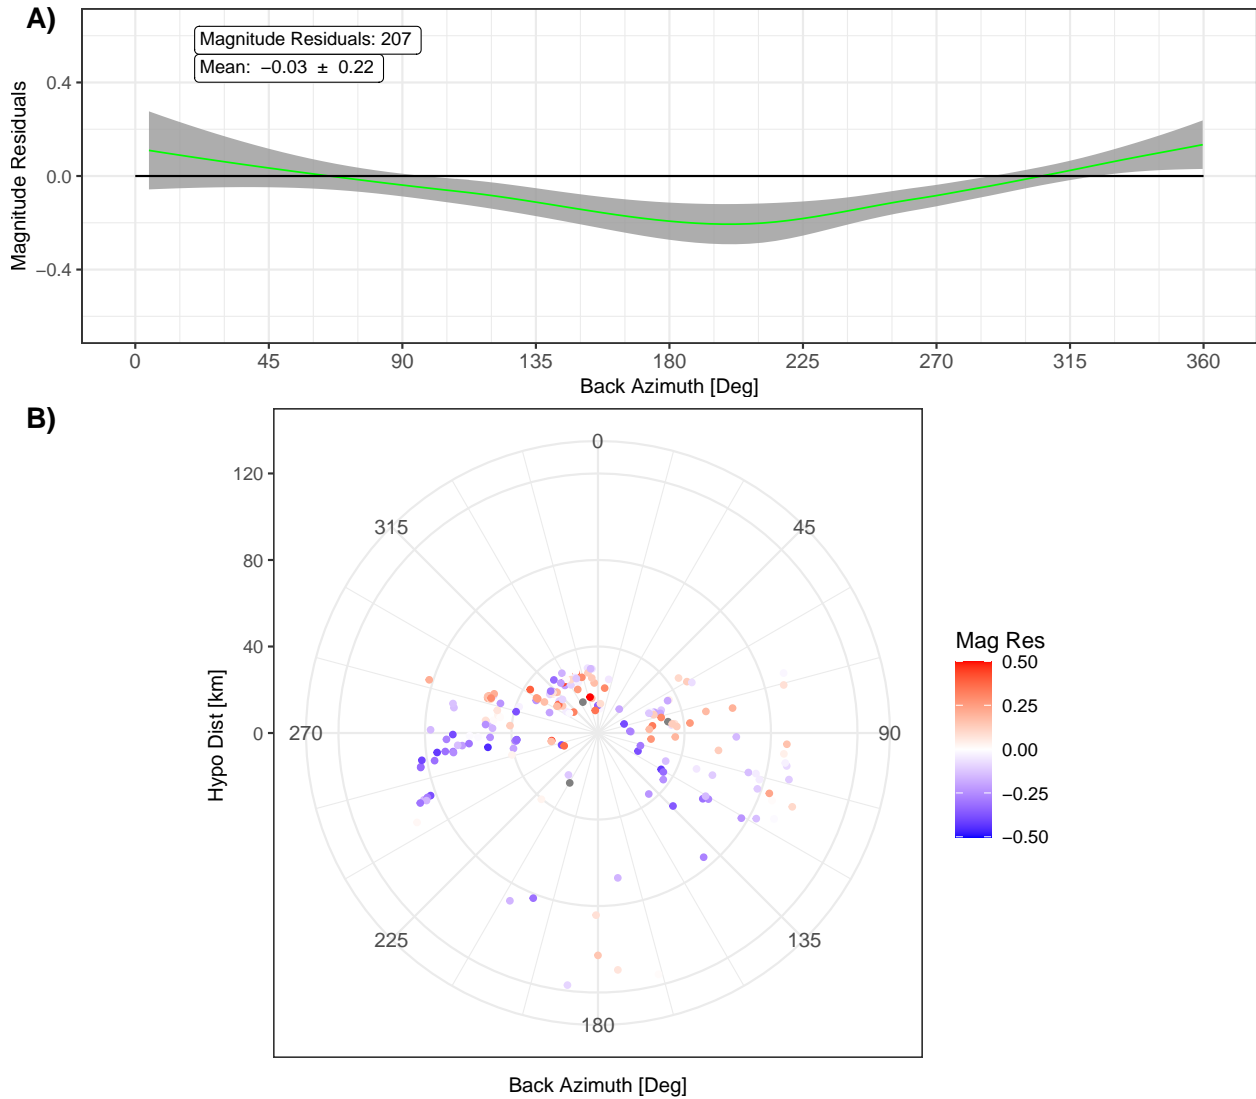 A)
Magnitude Residuals: 207
Mean: −0.03 ± 0.22
Magnitude Residuals
0.4
0.0
−0.4
0 45 90 135 180 225 270 315 360
Back Azimuth [Deg]
B)
Hypo Dist [km]
120
80
40
0
0
45
90
135
180
225
270
315
Back Azimuth [Deg]
Mag Res
0.50
0.25
0.00
−0.25
−0.50